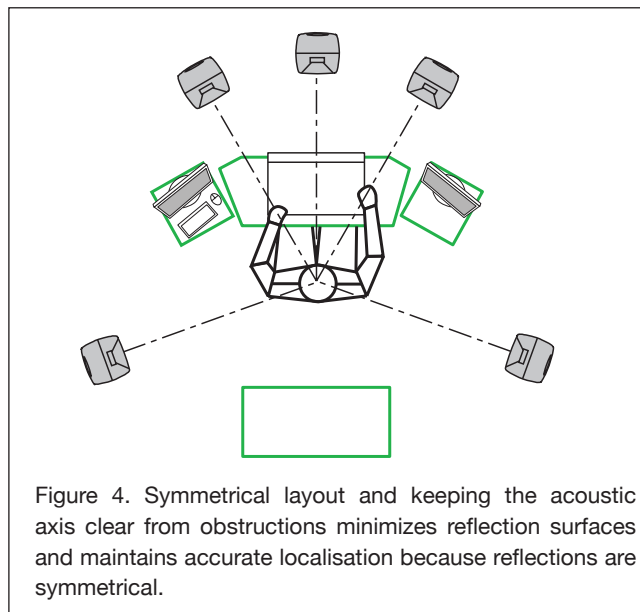 Figure 4. Symmetrical layout and keeping the acoustic
axis clear from obstructions minimizes reflection surfaces
and maintains accurate localisation because reflections are
symmetrical.